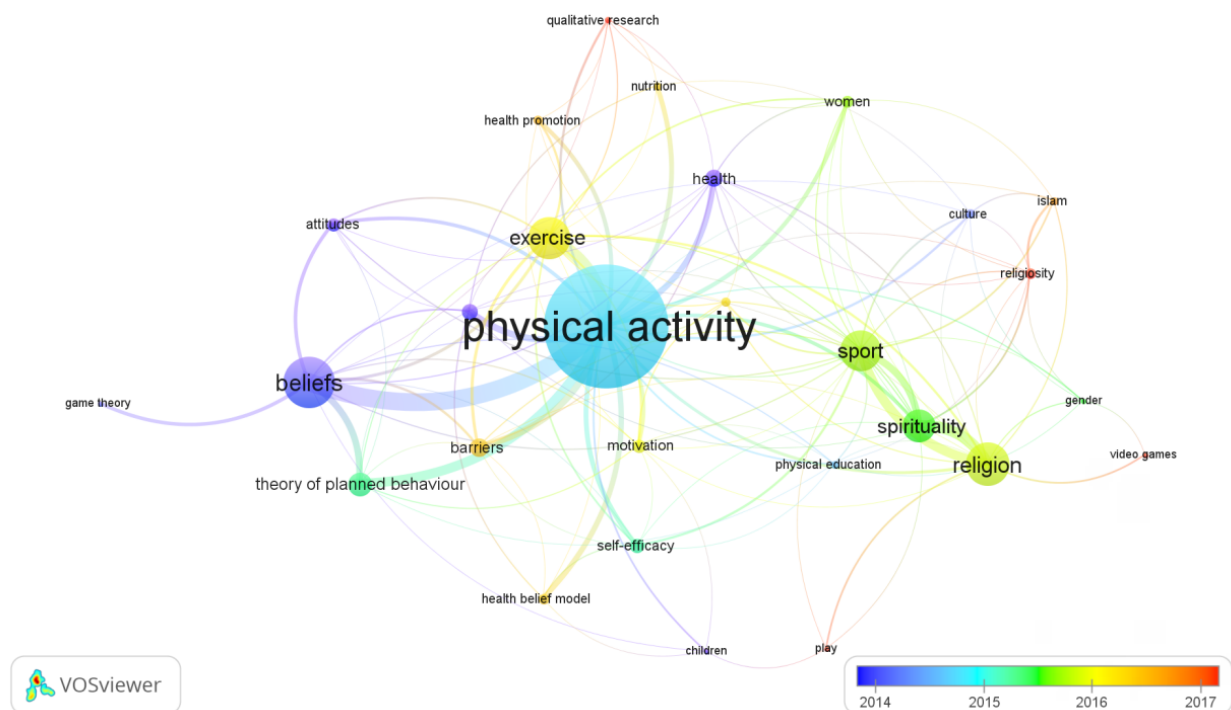 qualitative research
nutrition
women
health promotion
health
islam
culture
attitudes
exercise
religiosity
physical activity
sport
beliefs
game theory
gender
spirituality
barriers
motivation
video games
physical education
religion
theory of planned behaviour
self-efficacy
health belief model
play
children
VOSviewer
2014
2015
2016
2017